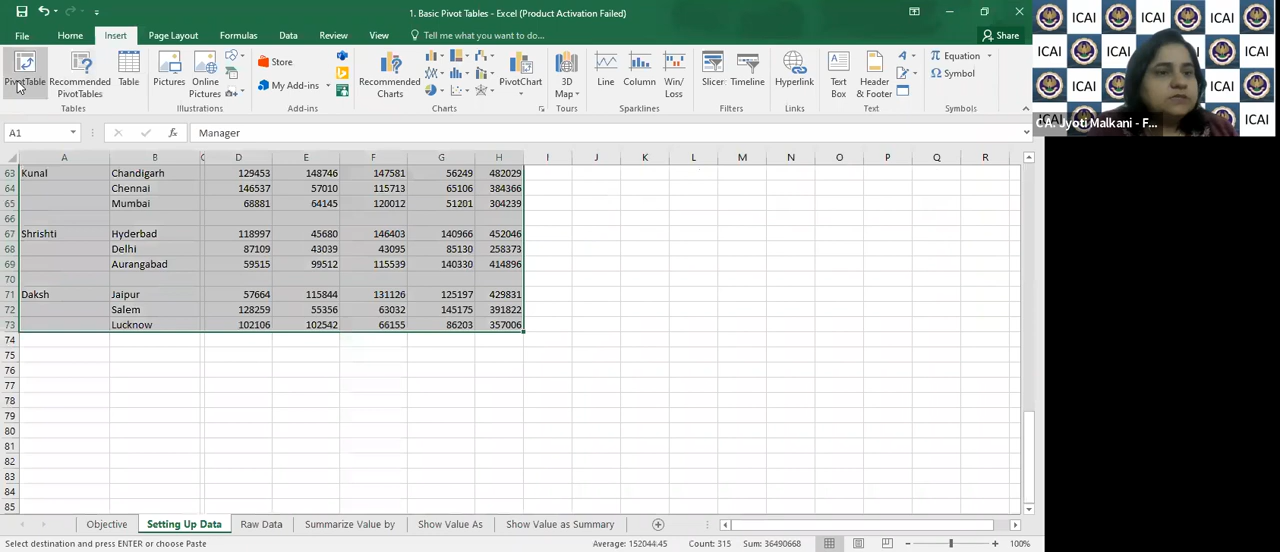 1. Basic Pivot Tables - Excel (Product Activation Failed)
File Home Insert Page Layout Formulas Data Review View Tell me what you want to do... Share
PivotTable Recommended PivotTables Table Pictures Online Pictures Store My Add-ins Recommended Charts PivotChart 3D Map Line Column Win/Loss Slicer Timeline Hyperlink Text Box Header & Footer Equation Symbol
Tables Illustrations Add-ins Charts Tours Sparklines Filters Links Text Symbols
A1 fx Manager
A B C D E F G H I J K L M N O P Q R
63 Kunal Chandigarh 129453 148746 147581 56249 482029
64 Chennai 146537 57010 115713 65106 384366
65 Mumbai 68881 64145 120012 51201 304239
66
67 Shrishti Hyderbad 118997 45680 146403 140966 452046
68 Delhi 87109 43039 43095 85130 258373
69 Aurangabad 59515 99512 115539 140330 414896
70
71 Daksh Jaipur 57664 115844 131126 125197 429831
72 Salem 128259 55356 63032 145175 391822
73 Lucknow 102106 102542 66155 86203 357006
74
75
76
77
78
79
80
81
82
83
84
85
Objective Setting Up Data Raw Data Summarize Value by Show Value As Show Value as Summary
Select destination and press ENTER or choose Paste Average: 152044.45 Count: 315 Sum: 36490668 100%
ICAI ICAI
ICAI ICAI
ICAI ICAI
ICAI
CA. Jyoti Malkani - F...